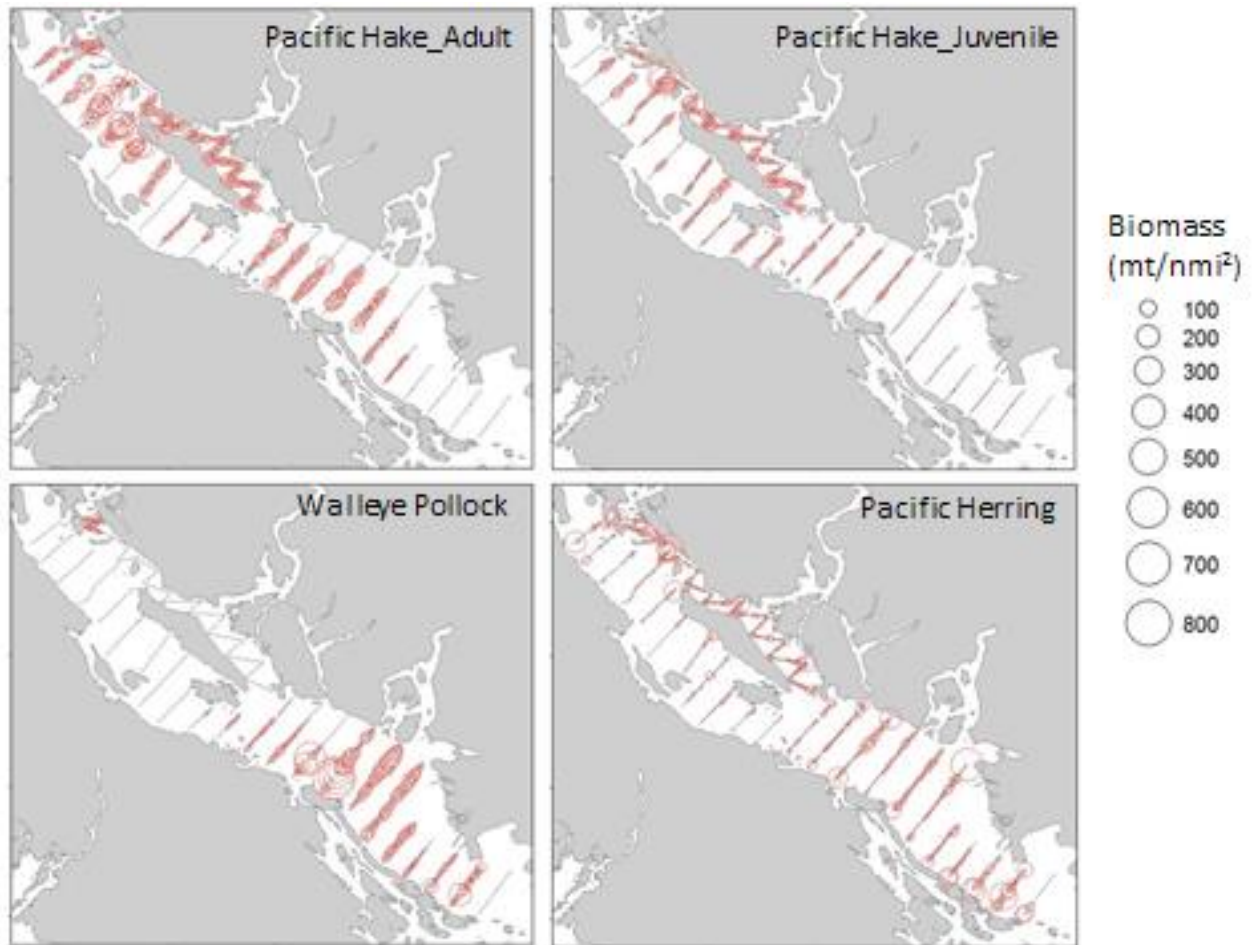 Pacific Hake_Adult
Pacific Hake_Juvenile
Walleye Pollock
Pacific Herring
Biomass
(mt/nmi²)
100
200
300
400
500
600
700
800